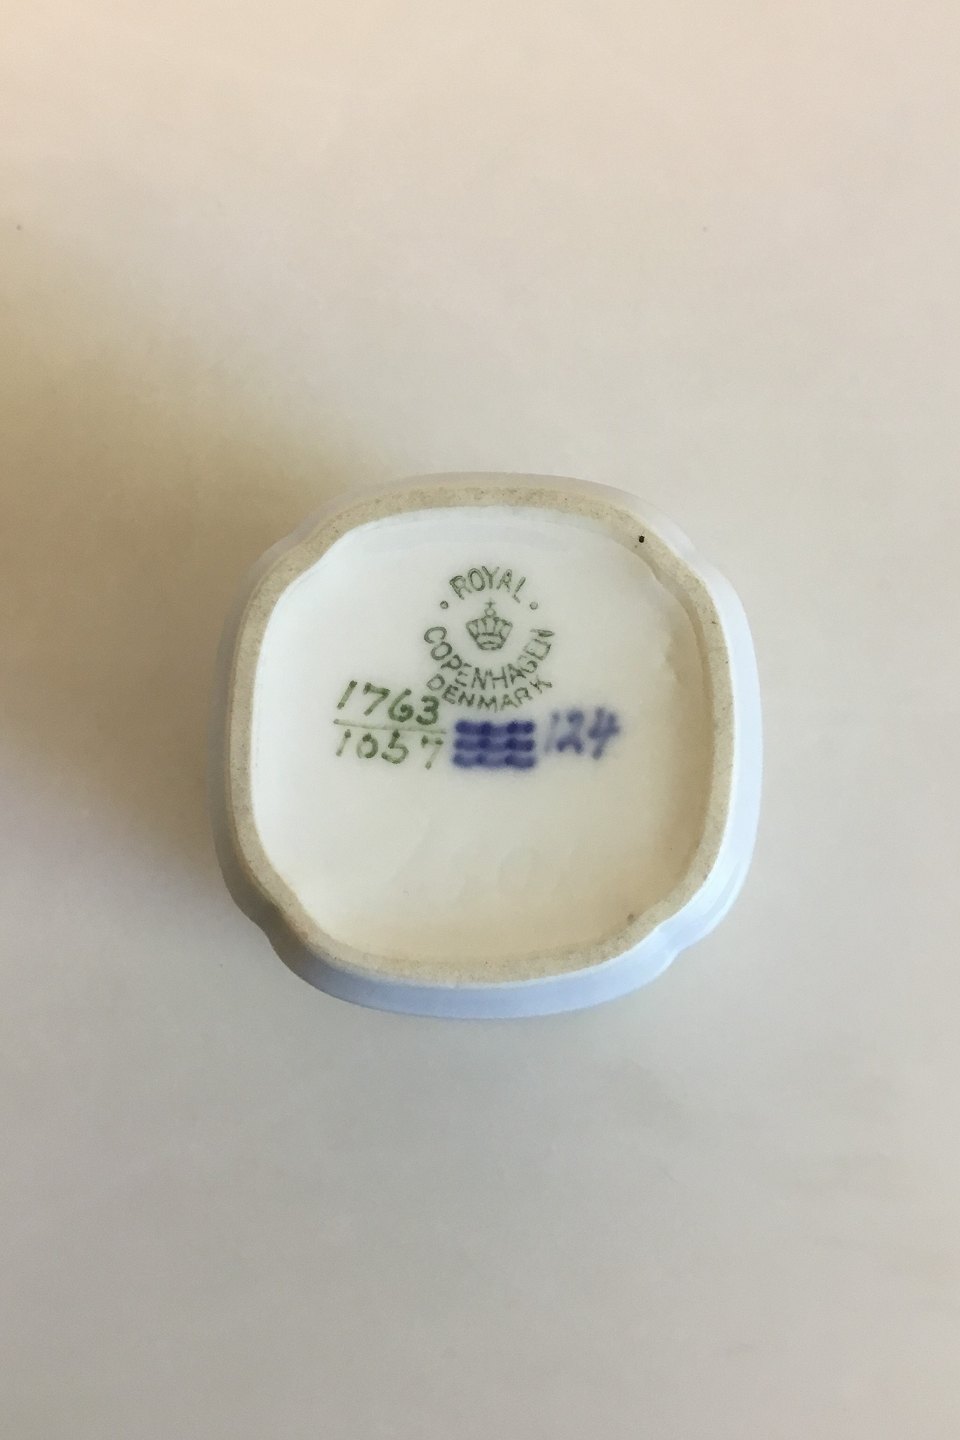 · ROYAL ·
COPENHAGEN
DENMARK
1763
1057
124